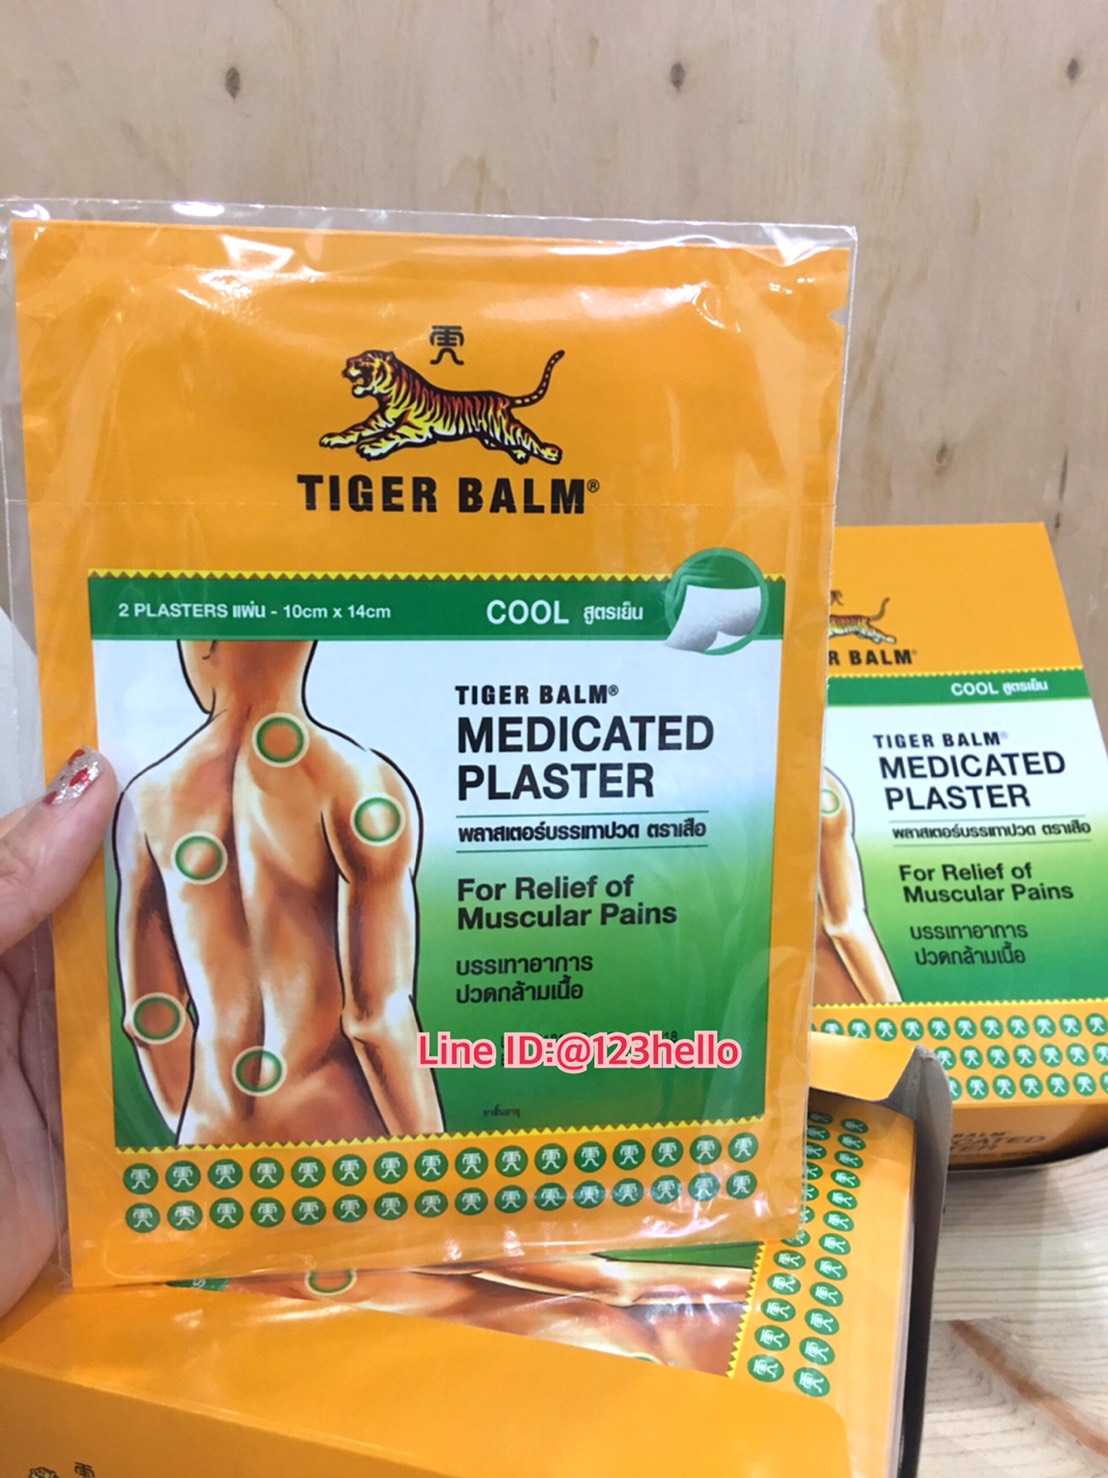 TIGER BALM®
2 PLASTERS แผ่น - 10cm x 14cm
COOL สูตรเย็น
TIGER BALM®
MEDICATED
PLASTER
พลาสเตอร์บรรเทาปวด ตราเสือ
For Relief of
Muscular Pains
บรรเทาอาการ
ปวดกล้ามเนื้อ
Line ID:@123hello
ยาสิ้นอายุ
R BALM®
COOL สูตรเย็น
TIGER BALM®
MEDICATED
PLASTER
พลาสเตอร์บรรเทาปวด ตราเสือ
For Relief of
Muscular Pains
บรรเทาอาการ
ปวดกล้ามเนื้อ